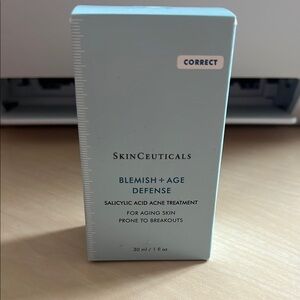 CORRECT
SKINCEUTICALS
BLEMISH + AGE
DEFENSE
SALICYLIC ACID ACNE TREATMENT
FOR AGING SKIN
PRONE TO BREAKOUTS
30 ml / 1 fl oz